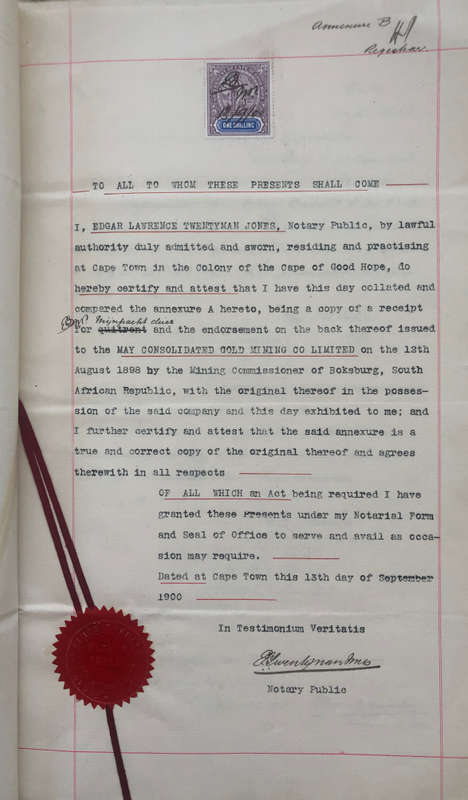 Annexure B
Registrar
ONE SHILLING
TO ALL TO WHOM THESE PRESENTS SHALL COME
I, EDGAR LAWRENCE TWENTYMAN JONES, Notary Public, by lawful
authority duly admitted and sworn, residing and practising
at Cape Town in the Colony of the Cape of Good Hope, do
hereby certify and attest that I have this day collated and
compared the annexure A hereto, being a copy of a receipt
Mynpacht dues
for quitrent and the endorsement on the back thereof issued
to the MAY CONSOLIDATED GOLD MINING CO LIMITED on the 12th
August 1898 by the Mining Commissioner of Boksburg, South
African Republic, with the original thereof in the posses-
sion of the said company and this day exhibited to me; and
I further certify and attest that the said annexure is a
true and correct copy of the original thereof and agrees
therewith in all respects
OF ALL WHICH an Act being required I have
granted these Presents under my Notarial Form
and Seal of Office to serve and avail as occa-
sion may require.
Dated at Cape Town this 13th day of September
1900
In Testimonium Veritatis
E Twentyman Jones
Notary Public